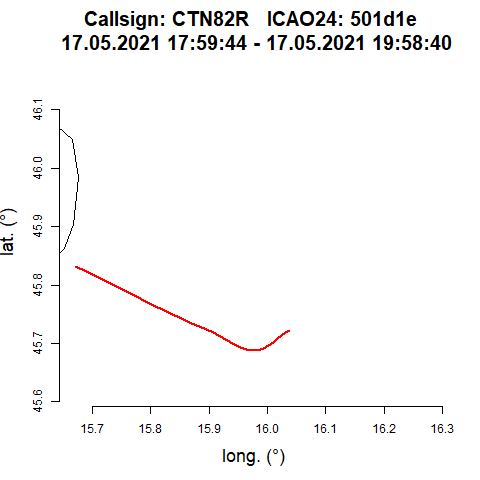 Callsign: CTN82R   ICAO24: 501d1e
17.05.2021 17:59:44 - 17.05.2021 19:58:40
46.1
46.0
45.9
45.8
45.7
45.6
lat. (°)
15.7 15.8 15.9 16.0 16.1 16.2 16.3
long. (°)